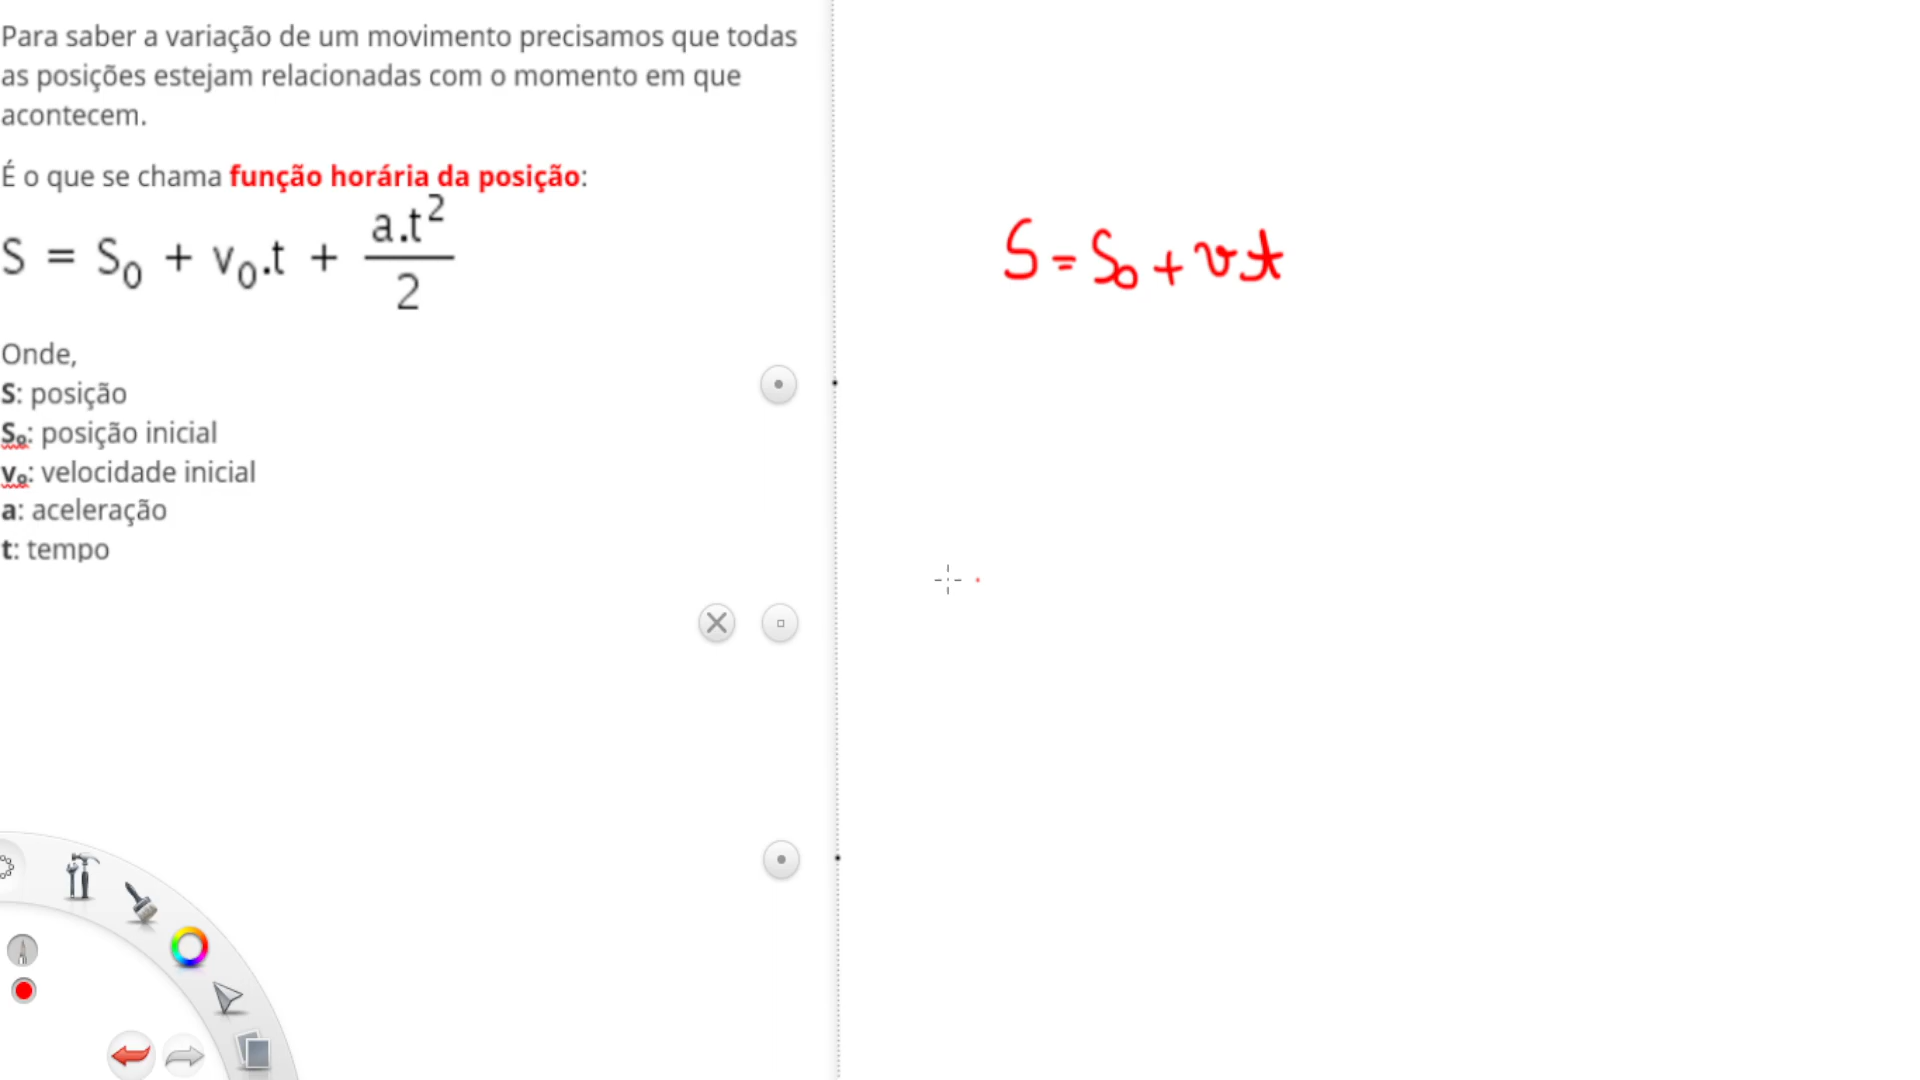 Para saber a variação de um movimento precisamos que todas
as posições estejam relacionadas com o momento em que
acontecem.
É o que se chama função horária da posição:
S = S₀ + v₀.t + a.t²/2
Onde,
S: posição
S₀: posição inicial
v₀: velocidade inicial
a: aceleração
t: tempo
S = S₀ + vt